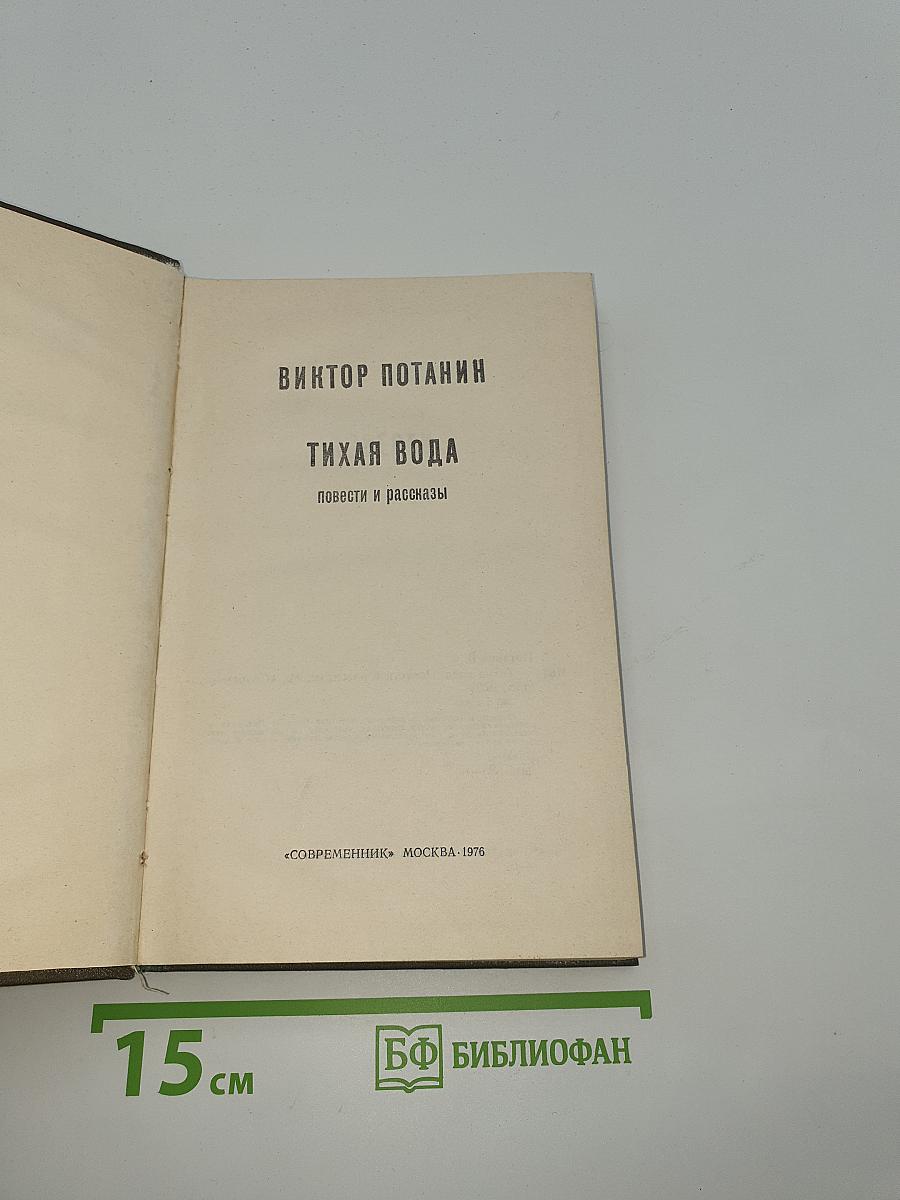 ВИКТОР ПОТАНИН
ТИХАЯ ВОДА
повести и рассказы
«СОВРЕМЕННИК» МОСКВА · 1976
15 см
БФ БИБЛИОФАН